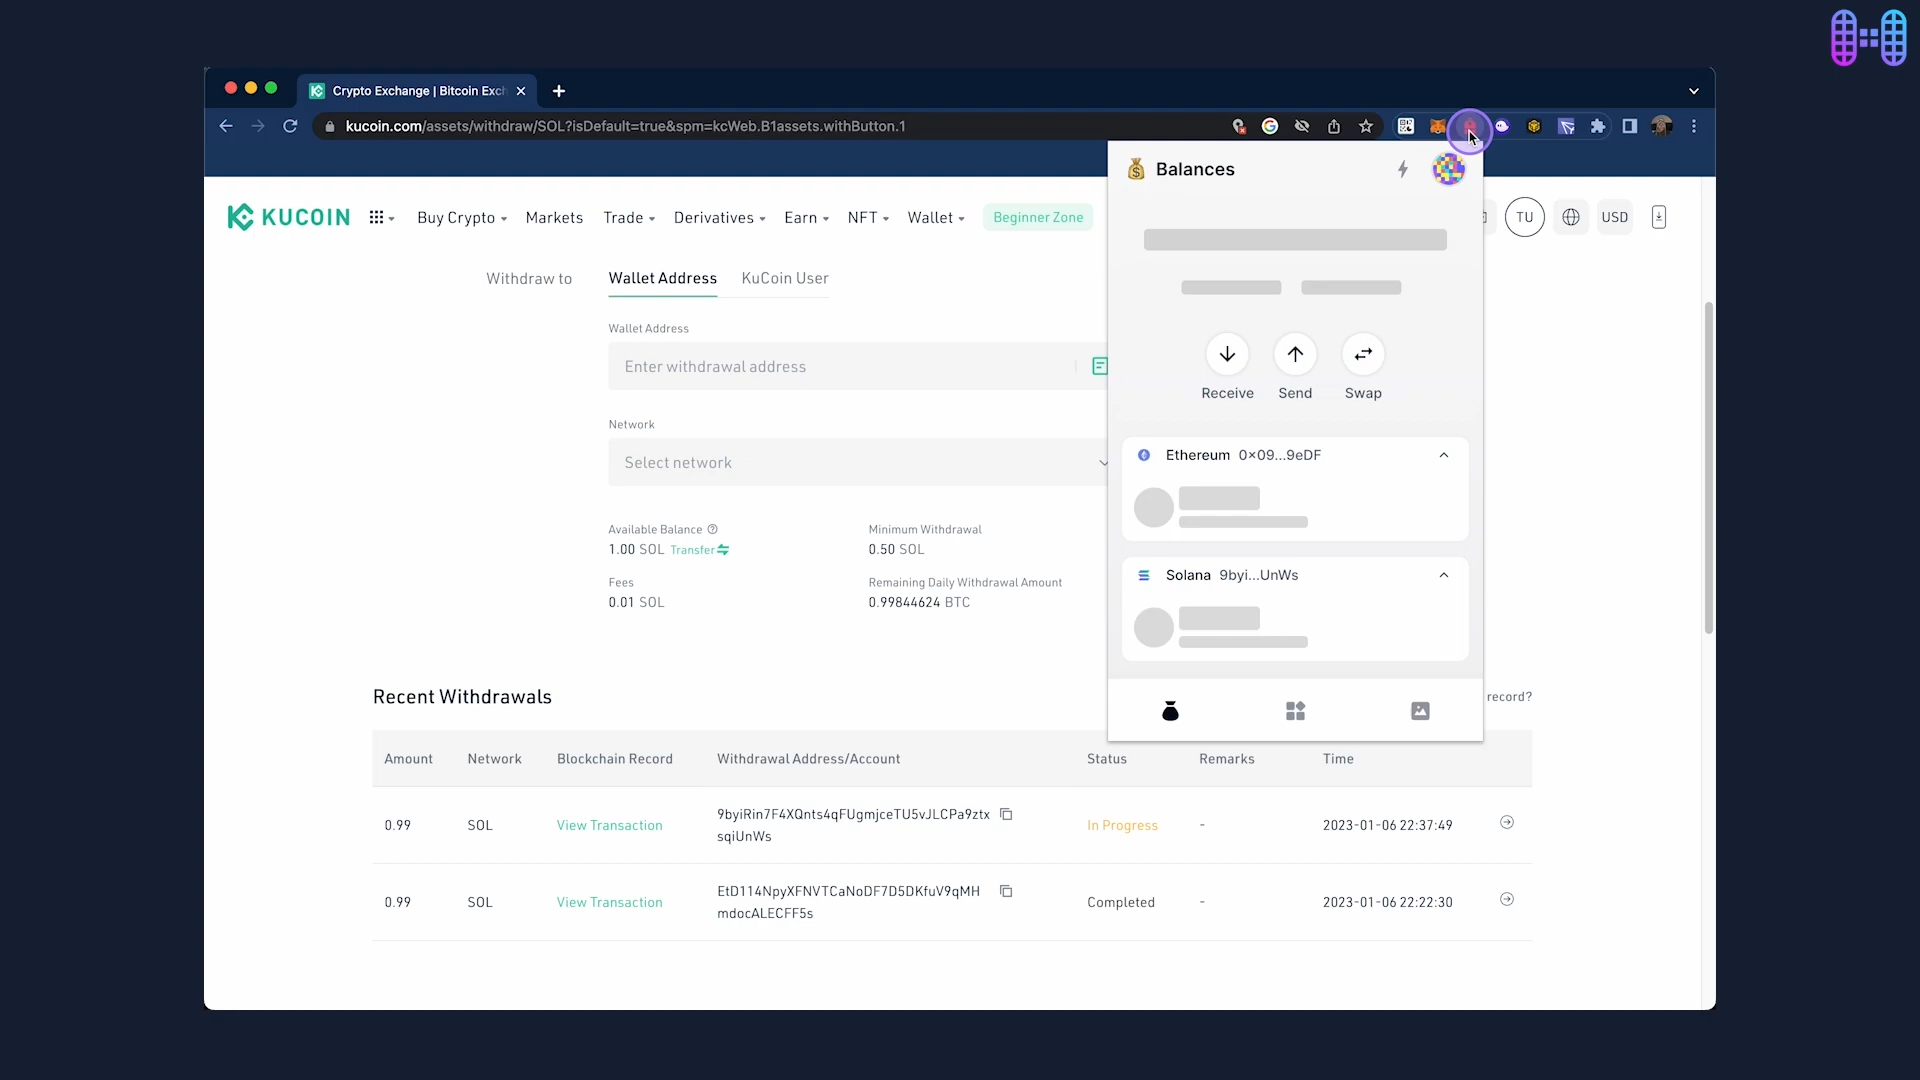 Crypto Exchange | Bitcoin Exch
kucoin.com/assets/withdraw/SOL?isDefault=true&spm=kcWeb.B1assets.withButton.1
KUCOIN
Buy Crypto
Markets
Trade
Derivatives
Earn
NFT
Wallet
Beginner Zone
TU
USD
Withdraw to
Wallet Address
KuCoin User
Wallet Address
Enter withdrawal address
Network
Select network
Available Balance
Minimum Withdrawal
1.00 SOL Transfer
0.50 SOL
Fees
Remaining Daily Withdrawal Amount
0.01 SOL
0.99844624 BTC
Balances
Receive
Send
Swap
Ethereum 0×09...9eDF
Solana 9byi...UnWs
Recent Withdrawals
record?
Amount
Network
Blockchain Record
Withdrawal Address/Account
Status
Remarks
Time
0.99
SOL
View Transaction
9byiRin7F4XQnts4qFUgmjceTU5vJLCPa9ztx
sqiUnWs
In Progress
-
2023-01-06 22:37:49
0.99
SOL
View Transaction
EtD114NpyXFNVTCaNoDF7D5DKfuV9qMH
mdocALECFF5s
Completed
-
2023-01-06 22:22:30